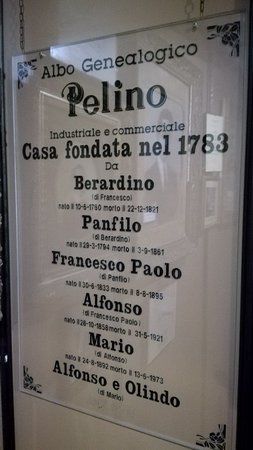 Albo Genealogico
Pelino
Industriale e commerciale
Casa fondata nel 1783
Da
Berardino
(di Francesco)
nato il 10-5-1760 morto il 22-12-1821
Panfilo
(di Berardino)
nato il 29-3-1794 morto il 3-9-1861
Francesco Paolo
(di Panfilo)
nato il 30-6-1833 morto il 8-8-1895
Alfonso
(di Francesco Paolo)
nato il 28-10-1858 morto il 31-5-1921
Mario
(di Alfonso)
nato il 24-8-1892 morto il 13-6-1973
Alfonso e Olindo
(di Mario)